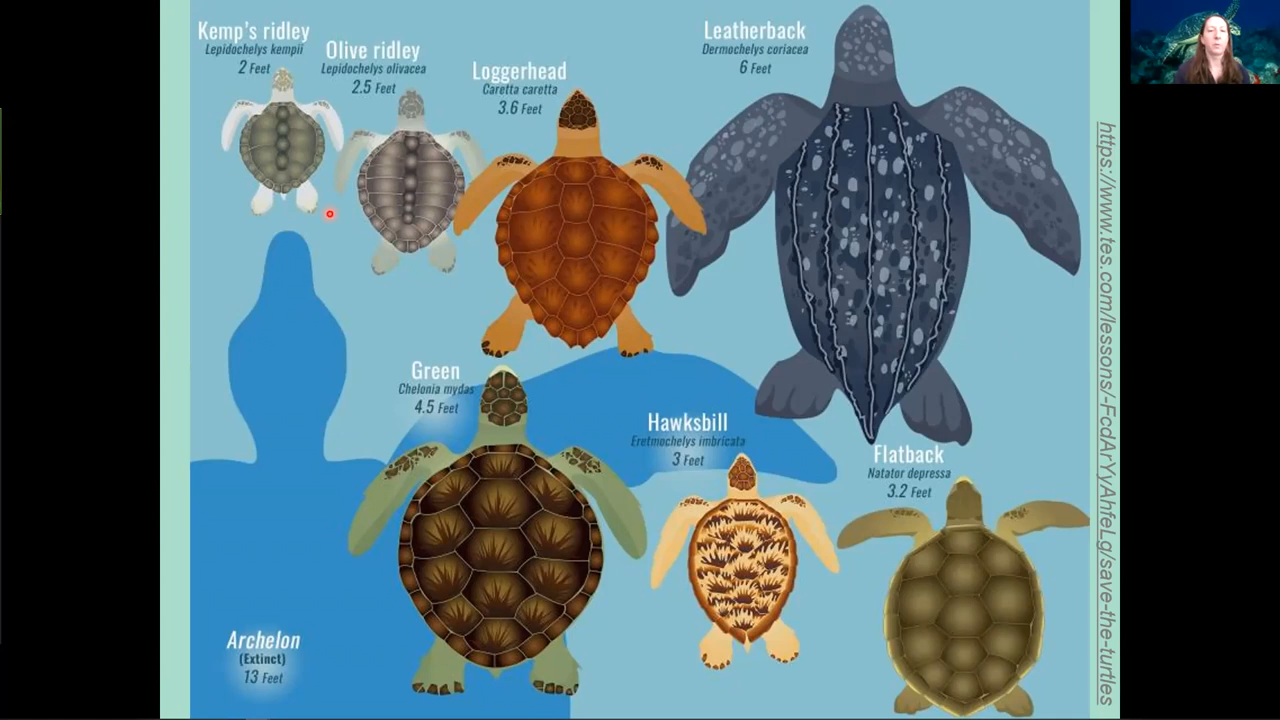 Kemp's ridley
Lepidochelys kempii
2 Feet
Olive ridley
Lepidochelys olivacea
2.5 Feet
Loggerhead
Caretta caretta
3.6 Feet
Leatherback
Dermochelys coriacea
6 Feet
Green
Chelonia mydas
4.5 Feet
Hawksbill
Eretmochelys imbricata
3 Feet
Flatback
Natator depressa
3.2 Feet
Archelon
(Extinct)
13 Feet
https://www.tes.com/lessons/-FcdArYyAhfeLg/save-the-turtles